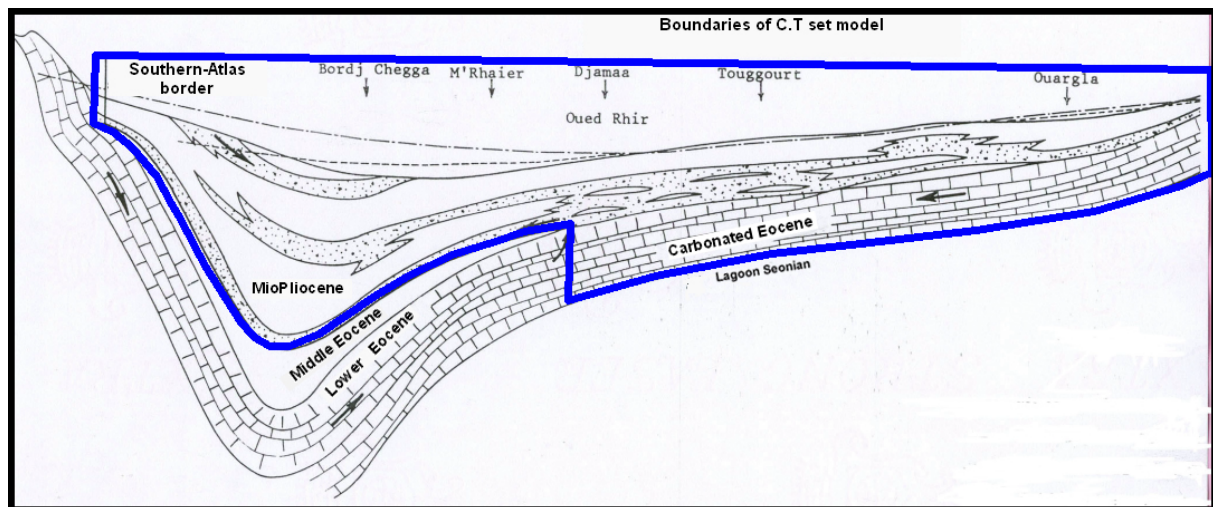 Boundaries of C.T set model
Southern-Atlas
border
Bordj Chegga
M'Rhaier
Djamaa
Touggourt
Ouargla
Oued Rhir
MioPliocene
Middle Eocene
Lower Eocene
Carbonated Eocene
Lagoon Seonian